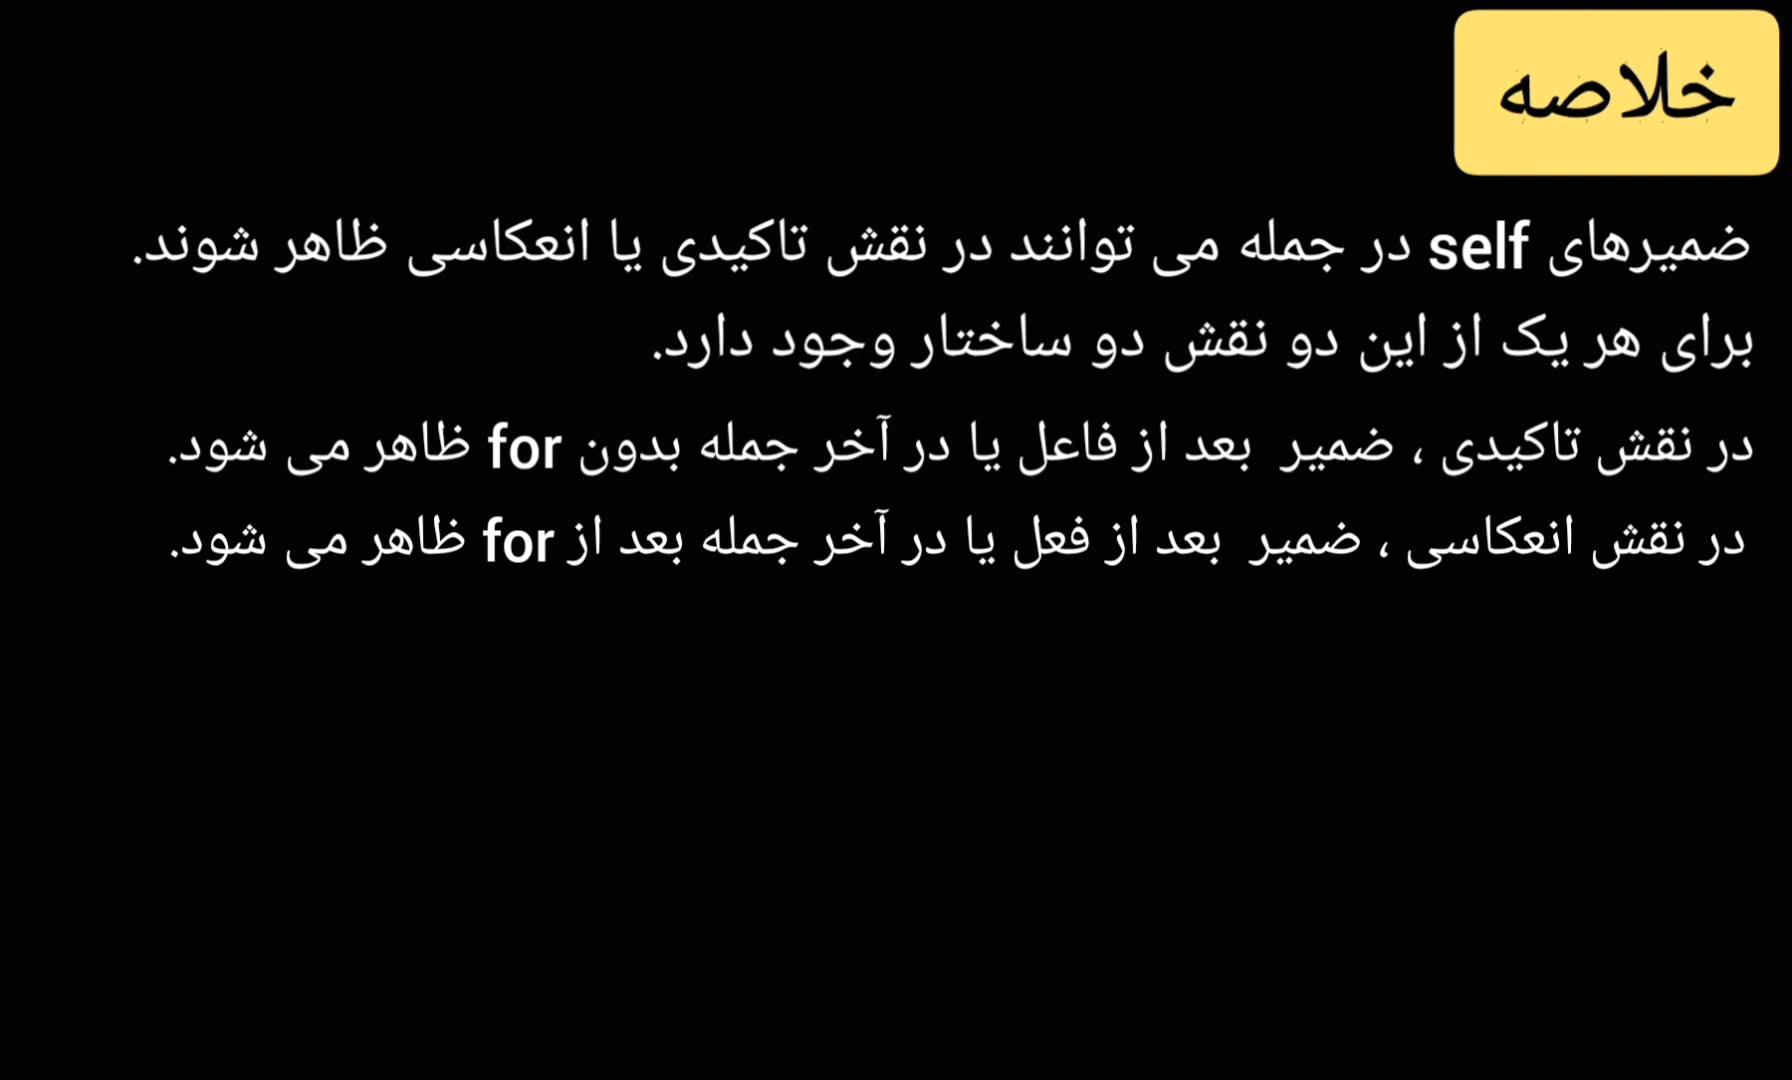 خلاصه
ضمیرهای self در جمله می توانند در نقش تاکیدی یا انعکاسی ظاهر شوند.
برای هر یک از این دو نقش دو ساختار وجود دارد.
در نقش تاکیدی ، ضمیر  بعد از فاعل یا در آخر جمله بدون for ظاهر می شود.
در نقش انعکاسی ، ضمیر  بعد از فعل یا در آخر جمله بعد از for ظاهر می شود.